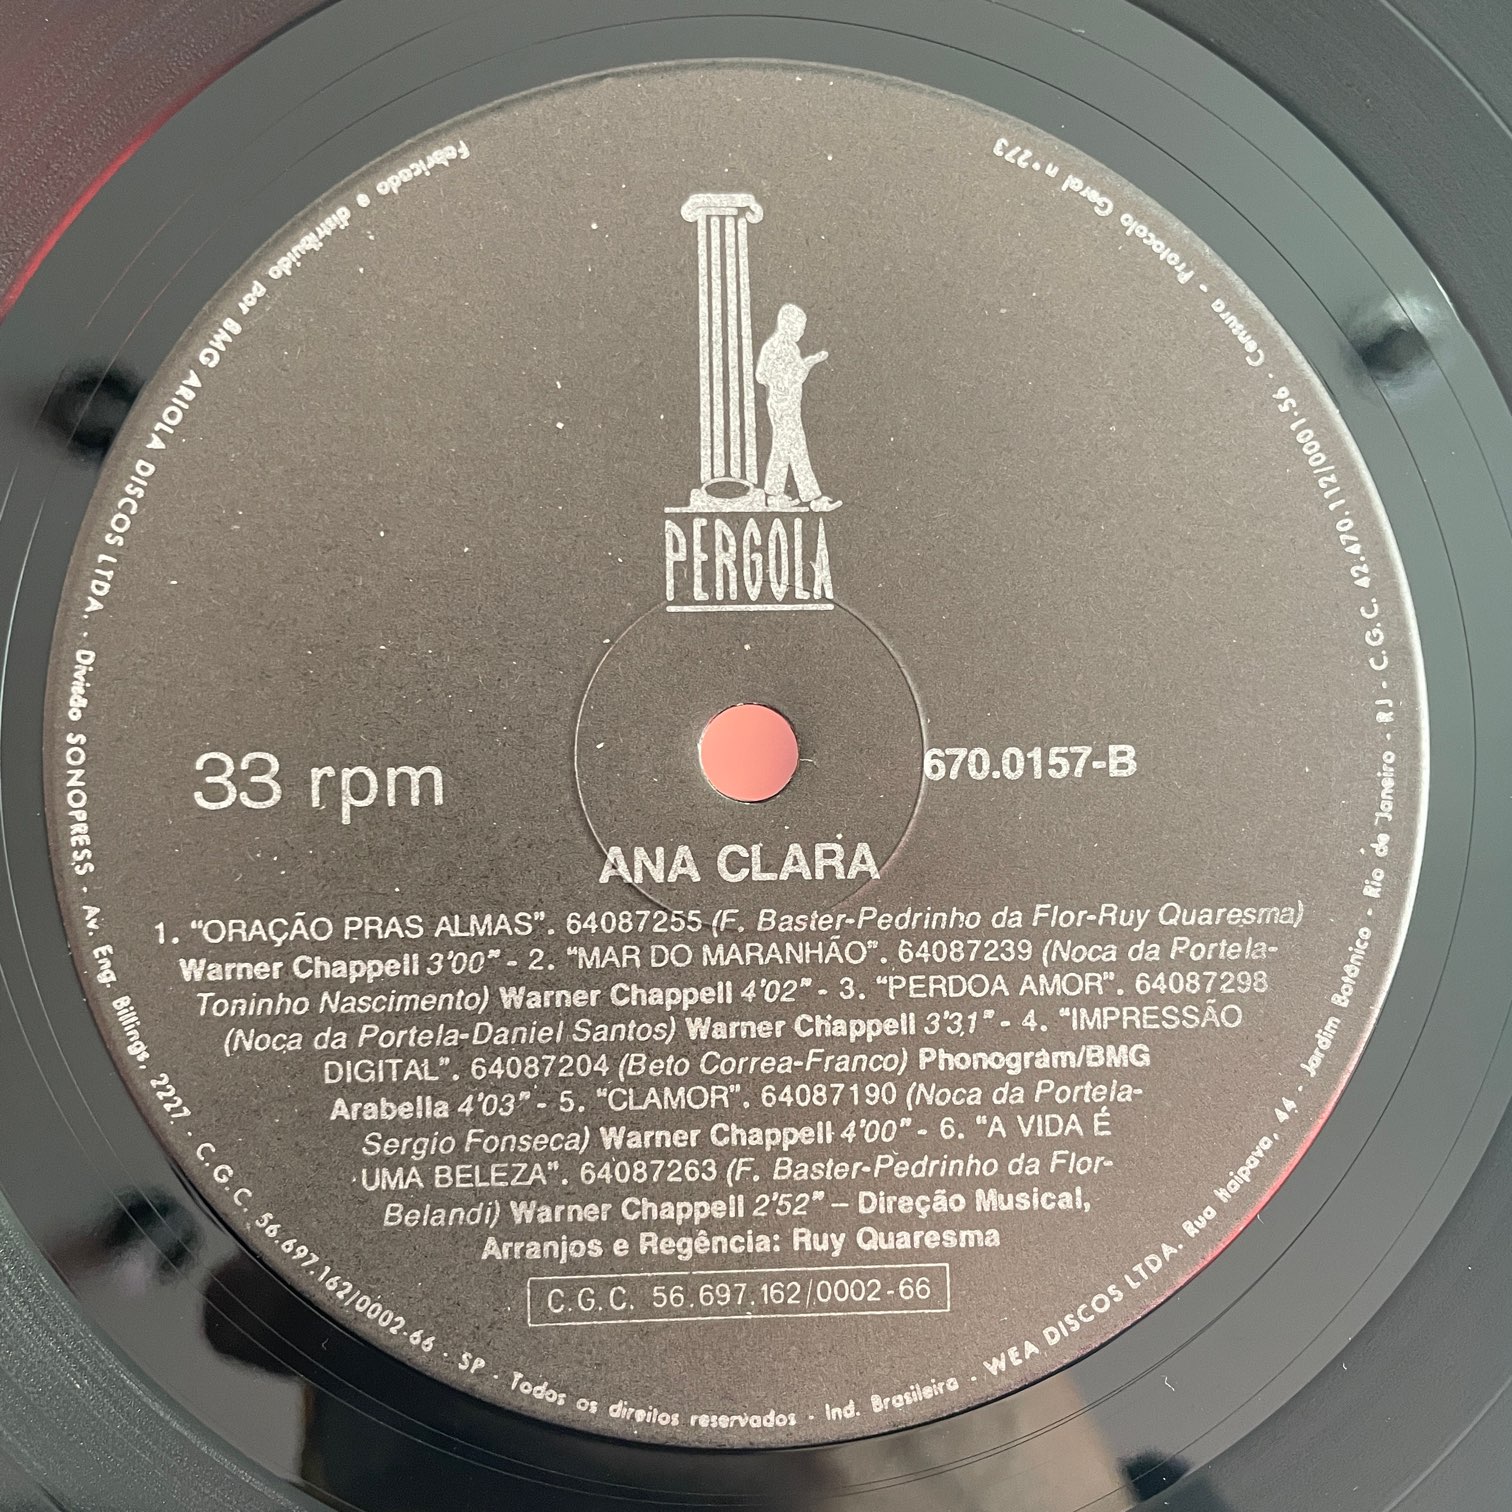 PERGOLA
33 rpm
670.0157-B
ANA CLARA
1. “ORAÇÃO PRAS ALMAS”. 64087255 (F. Baster-Pedrinho da Flor-Ruy Quaresma)
Warner Chappell 3'00" - 2. “MAR DO MARANHÃO”. 64087239 (Noca da Portela-
Toninho Nascimento) Warner Chappell 4'02" - 3. “PERDOA AMOR”. 64087298
(Noca da Portela-Daniel Santos) Warner Chappell 3'31" - 4. “IMPRESSÃO
DIGITAL”. 64087204 (Beto Correa-Franco) Phonogram/BMG
Arabella 4'03" - 5. “CLAMOR”. 64087190 (Noca da Portela-
Sergio Fonseca) Warner Chappell 4'00" - 6. “A VIDA É
UMA BELEZA”. 64087263 (F. Baster-Pedrinho da Flor-
Belandi) Warner Chappell 2'52" – Direção Musical,
Arranjos e Regência: Ruy Quaresma
C.G.C. 56.697.162/0002-66
Fabricado e distribuido por BMG ARIOLA DISCOS LTDA. · Divisão SONOPRESS · Av. Eng. Billings, 2227 · C.G.C. 56.697.162/0002-66 · SP · Todos os direitos reservados · Ind. Brasileira · WEA DISCOS LTDA. Rua Itaipava, 44 · Jardim Botânico · Rio de Janeiro - RJ - C.G.C. 42.470.112/0001-56 · Censura - Protocolo Geral nº 273